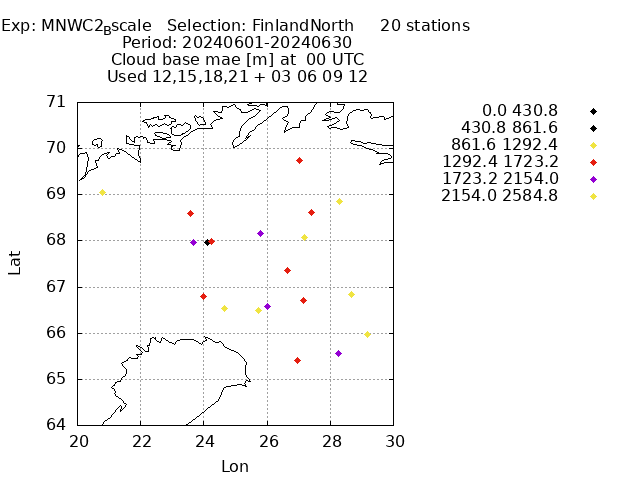 Exp: MNWC2Bscale   Selection: FinlandNorth     20 stations
Period: 20240601-20240630
Cloud base mae [m] at  00 UTC
Used 12,15,18,21 + 03 06 09 12
71
70
69
68
67
66
65
64
20 22 24 26 28 30
Lat
Lon
0.0 430.8
430.8 861.6
861.6 1292.4
1292.4 1723.2
1723.2 2154.0
2154.0 2584.8